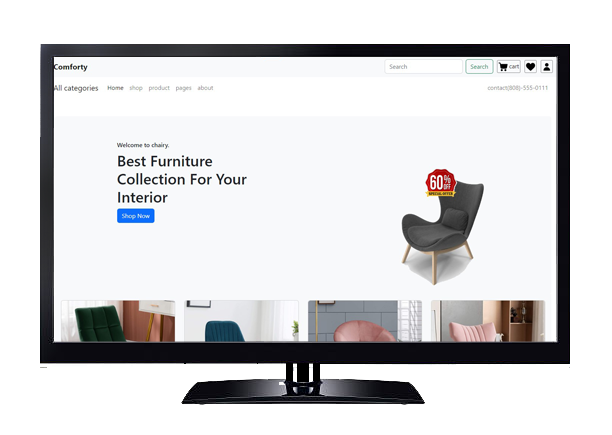 Comforty
Search
Search
cart
All categories
Home shop product pages about
contact(808)-555-0111
Welcome to chairy.
Best Furniture
Collection For Your
Interior
Shop Now
60% OFF
SPECIAL OFFER